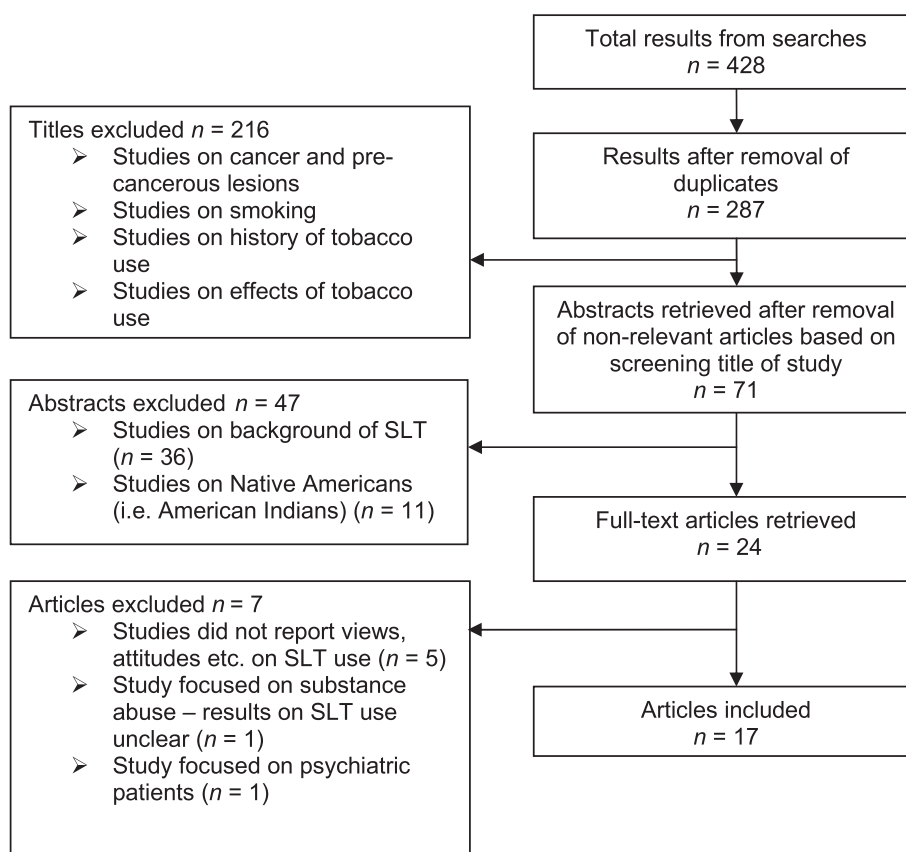 Total results from searches
n = 428
Titles excluded n = 216
➢ Studies on cancer and pre-
cancerous lesions
➢ Studies on smoking
➢ Studies on history of tobacco
use
➢ Studies on effects of tobacco
use
Results after removal of
duplicates
n = 287
Abstracts retrieved after removal
of non-relevant articles based on
screening title of study
n = 71
Abstracts excluded n = 47
➢ Studies on background of SLT
(n = 36)
➢ Studies on Native Americans
(i.e. American Indians) (n = 11)
Full-text articles retrieved
n = 24
Articles excluded n = 7
➢ Studies did not report views,
attitudes etc. on SLT use (n = 5)
➢ Study focused on substance
abuse – results on SLT use
unclear (n = 1)
➢ Study focused on psychiatric
patients (n = 1)
Articles included
n = 17